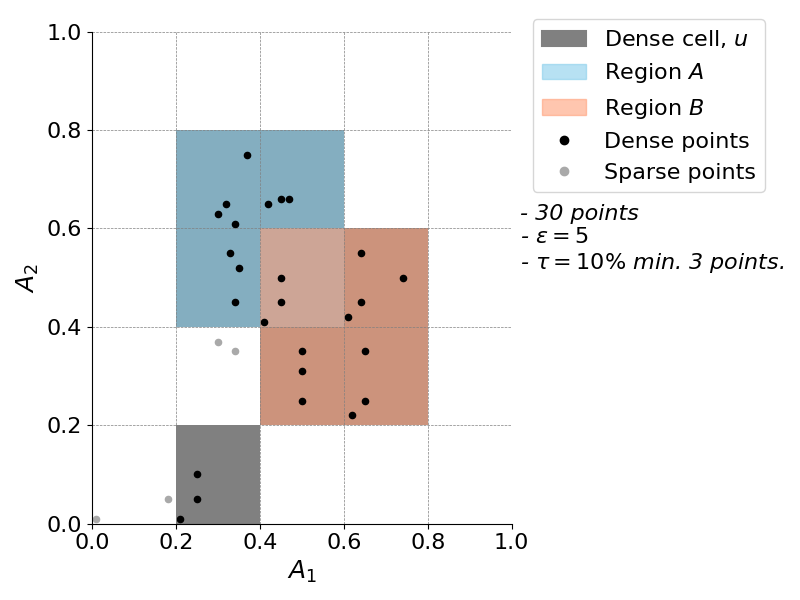 Dense cell, u
Region A
Region B
Dense points
Sparse points
- 30 points
- ε = 5
- τ = 10% min. 3 points.
1.0
0.8
0.6
0.4
0.2
0.0
A₂
0.0 0.2 0.4 0.6 0.8 1.0
A₁